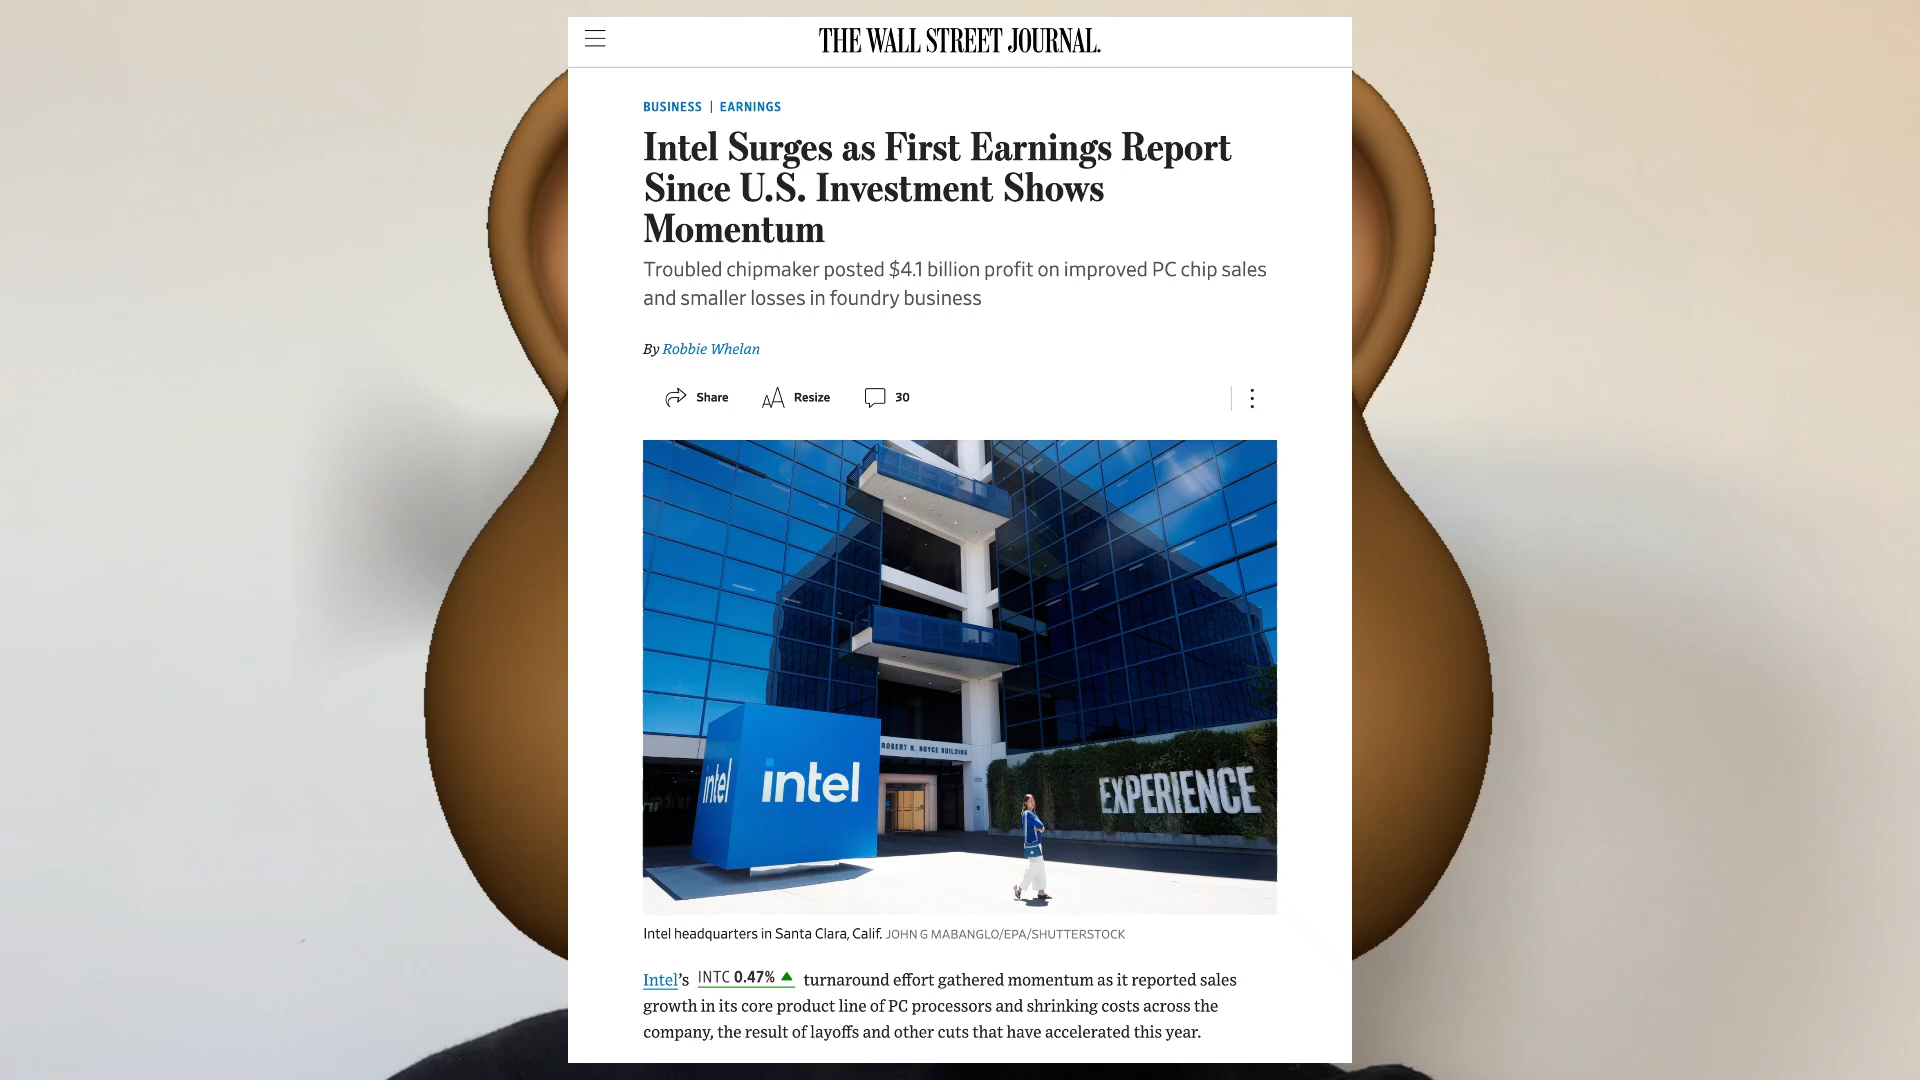 THE WALL STREET JOURNAL.
BUSINESS | EARNINGS
Intel Surges as First Earnings Report
Since U.S. Investment Shows
Momentum
Troubled chipmaker posted $4.1 billion profit on improved PC chip sales
and smaller losses in foundry business
By Robbie Whelan
Share Resize 30
ROBERT N. NOYCE BUILDING
intel intel
EXPERIENCE
Intel headquarters in Santa Clara, Calif. JOHN G MABANGLO/EPA/SHUTTERSTOCK
Intel's INTC 0.47% ▲ turnaround effort gathered momentum as it reported sales
growth in its core product line of PC processors and shrinking costs across the
company, the result of layoffs and other cuts that have accelerated this year.